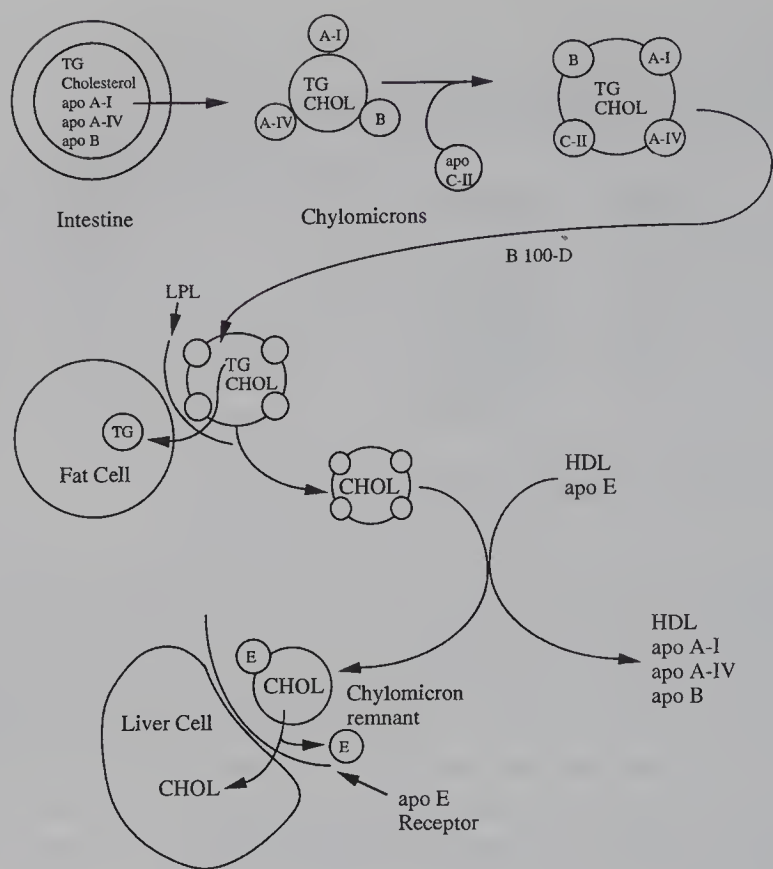 TG
Cholesterol
apo A-I
apo A-IV
apo B
Intestine
A-I
TG
CHOL
A-IV
B
apo
C-II
Chylomicrons
B
A-I
TG
CHOL
C-II
A-IV
B 100-D
LPL
TG
CHOL
TG
Fat Cell
CHOL
HDL
apo E
HDL
apo A-I
apo A-IV
apo B
E
CHOL
Chylomicron
remnant
Liver Cell
E
CHOL
apo E
Receptor